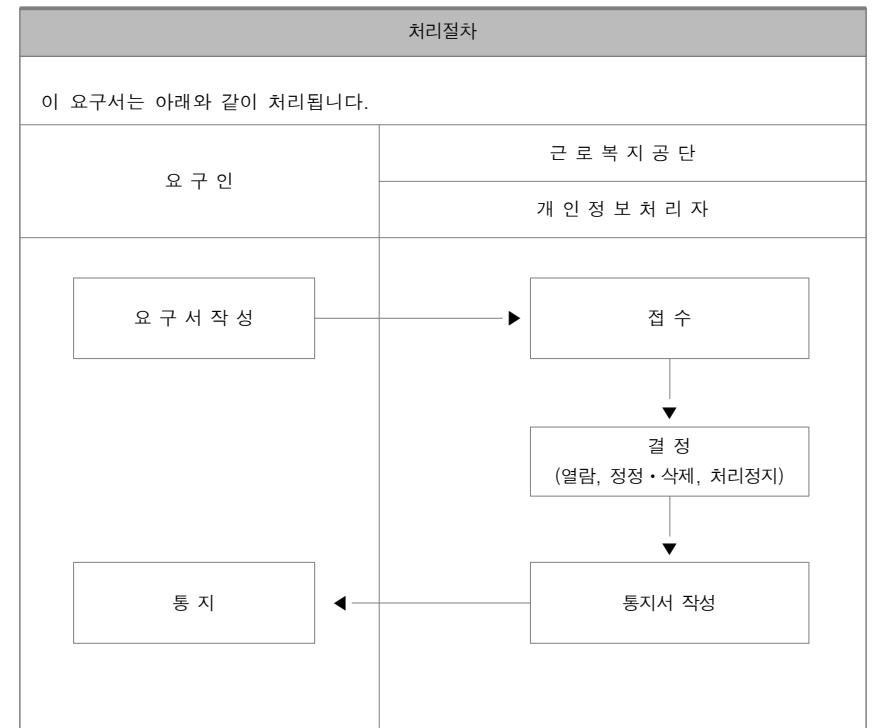 처리절차
이 요구서는 아래와 같이 처리됩니다.
요 구 인
근 로 복 지 공 단
개 인 정 보 처 리 자
요 구 서 작 성
접 수
결 정
(열람, 정정・삭제, 처리정지)
통 지
통지서 작성